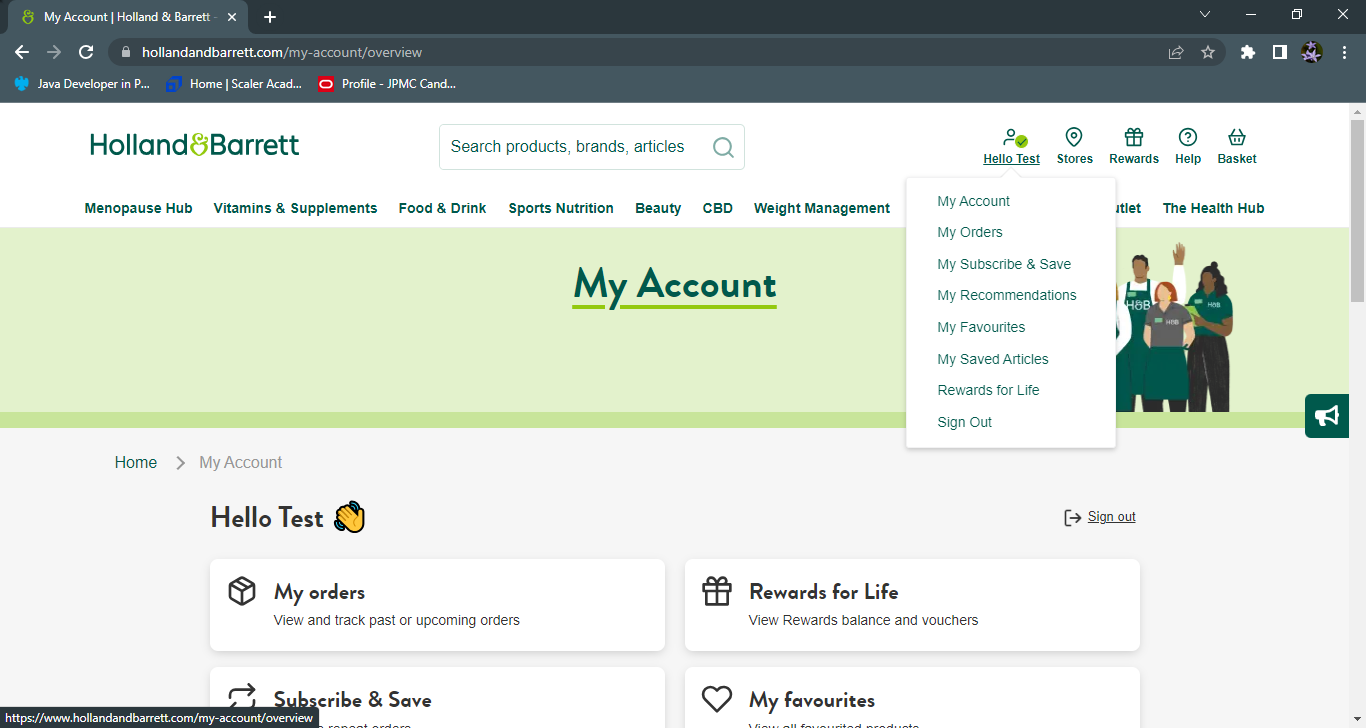 My Account | Holland & Barrett -
hollandandbarrett.com/my-account/overview
Java Developer in P...
Home | Scaler Acad...
Profile - JPMC Cand...
Holland&Barrett
Search products, brands, articles
Hello Test
Stores
Rewards
Help
Basket
Menopause Hub
Vitamins & Supplements
Food & Drink
Sports Nutrition
Beauty
CBD
Weight Management
utlet
The Health Hub
My Account
My Orders
My Subscribe & Save
My Recommendations
My Favourites
My Saved Articles
Rewards for Life
Sign Out
My Account
H&B
H&B
H&B
Home
My Account
Hello Test
Sign out
My orders
View and track past or upcoming orders
Rewards for Life
View Rewards balance and vouchers
Subscribe & Save
repeat orders
My favourites
View all favourited products
https://www.hollandandbarrett.com/my-account/overview